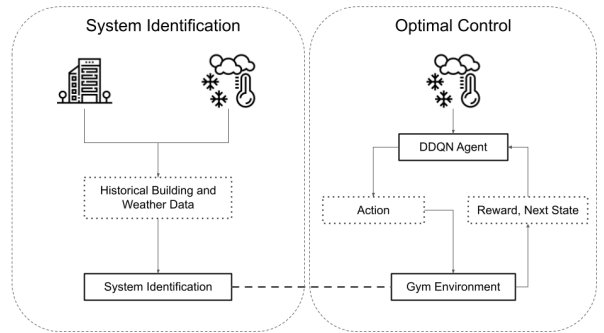 System Identification
Historical Building and
Weather Data
System Identification
Optimal Control
DDQN Agent
Action
Reward, Next State
Gym Environment